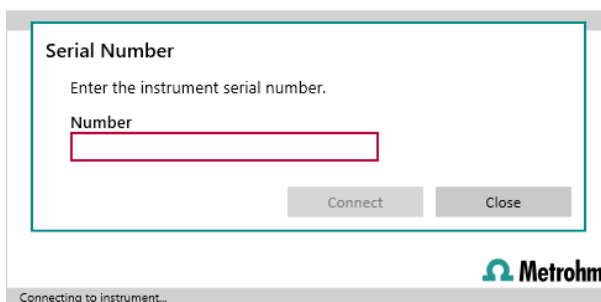 Serial Number
Enter the instrument serial number.
Number
Connect
Close
Metrohm
Connecting to instrument...